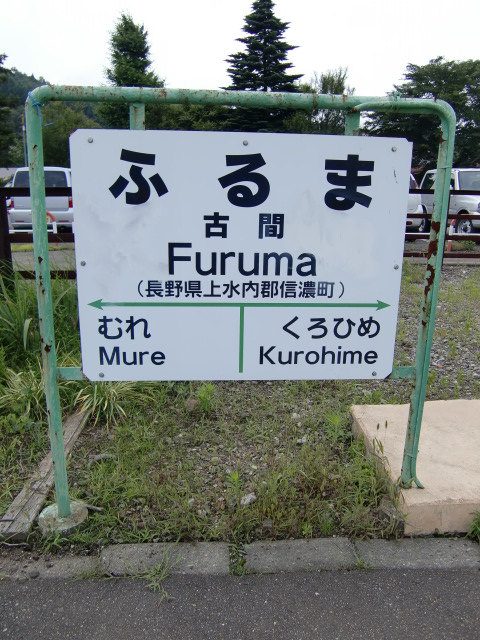 ふるま
古間
Furuma
(長野県上水内郡信濃町)
むれ くろひめ
Mure Kurohime